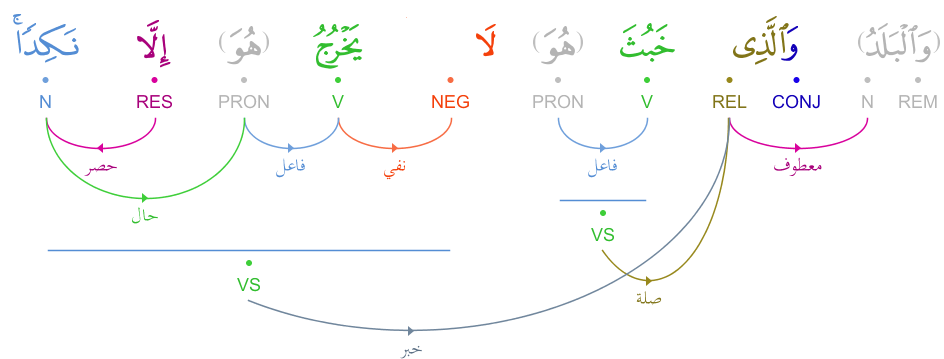 (وَٱلْبَلَدُ) وَٱلَّذِى خَبُثَ (هُوَ) لَا يَخْرُجُ (هُوَ) إِلَّا نَكِدًا ۚ
REM N CONJ REL V PRON NEG V PRON RES N
معطوف فاعل نفي فاعل حصر
حال
VS
VS
صلة
خبر